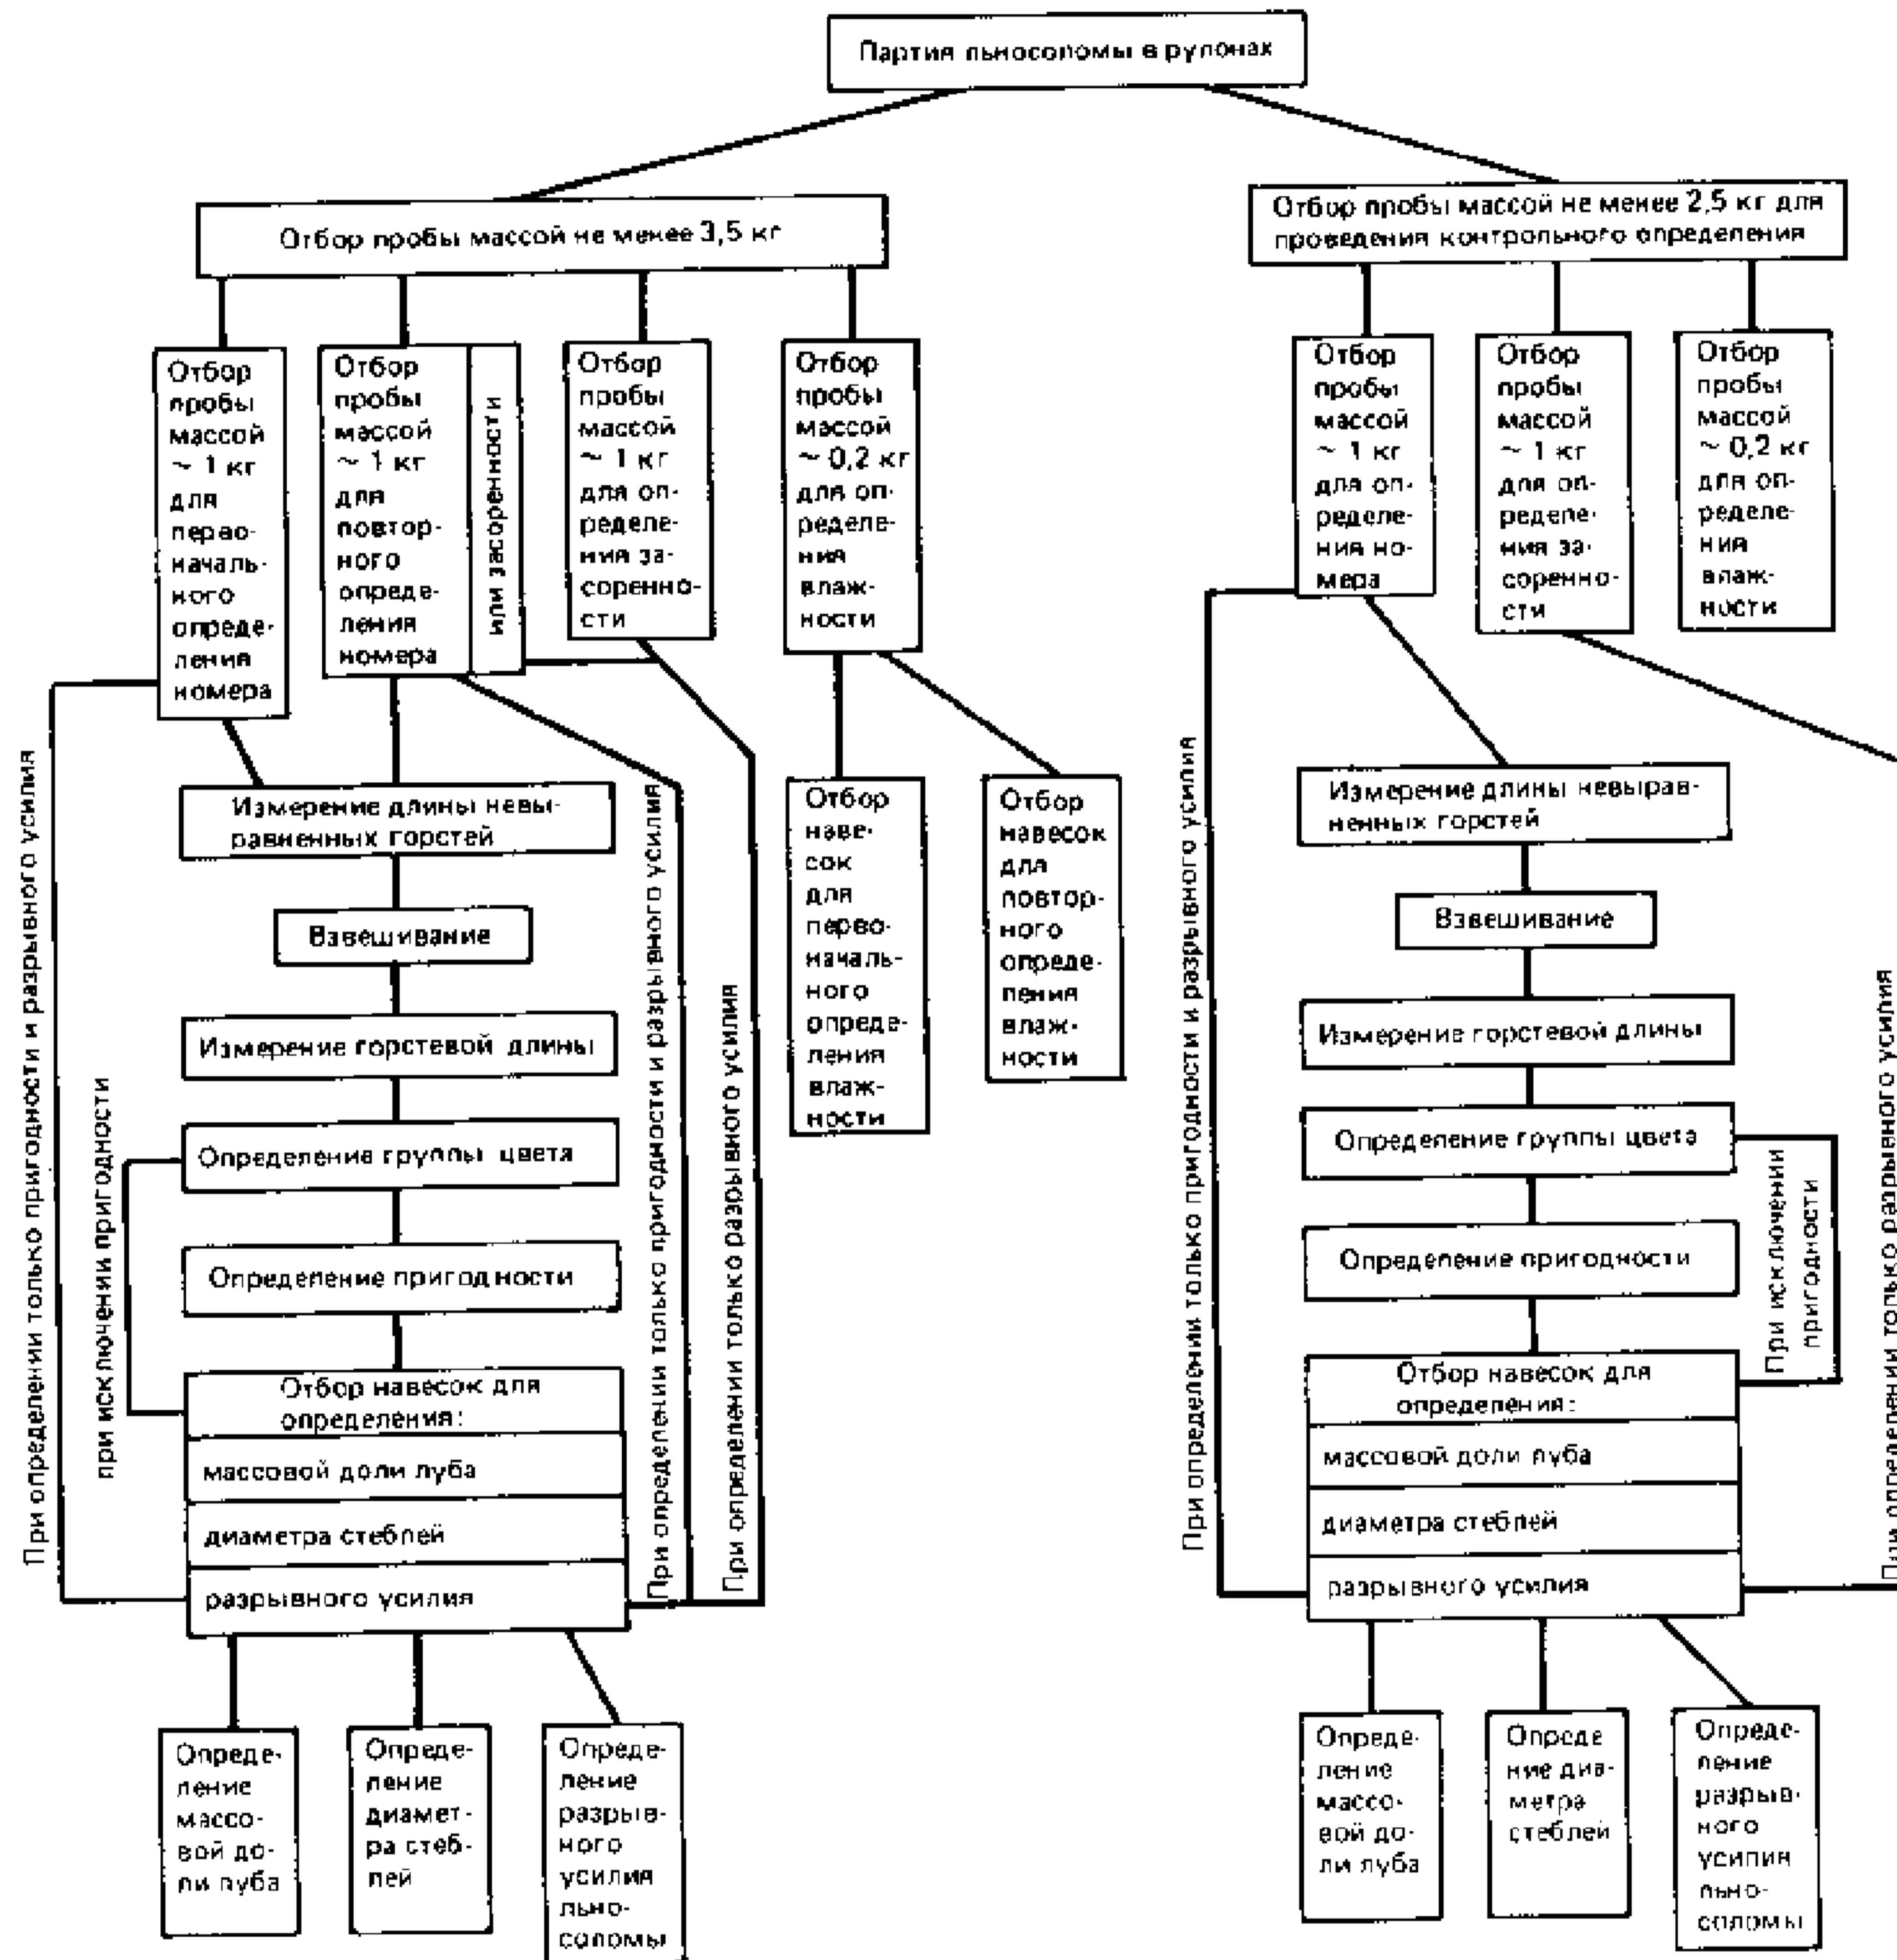 Партия льносоломы в рулонах
Отбор пробы массой не менее 3,5 кг
Отбор пробы массой не менее 2,5 кг для
проведения контрольного определения
Отбор
пробы
массой
~ 1 кг
для
перво-
началь-
ного
опреде-
ления
номера
Отбор
пробы
массой
~ 1 кг
для
повтор-
ного
опреде-
ления
номера
или засоренности
Отбор
пробы
массой
~ 1 кг
для оп-
ределе-
ния за-
соренно-
сти
Отбор
пробы
массой
~ 0,2 кг
для оп-
ределе-
ния
влаж-
ности
Отбор
пробы
массой
~ 1 кг
для оп-
ределе-
ния но-
мера
Отбор
пробы
массой
~ 1 кг
для оп-
ределе-
ния за-
соренно-
сти
Отбор
пробы
массой
~ 0,2 кг
для оп-
ределе-
ния
влаж-
ности
При определении только пригодности и разрывного усилия
при исключении пригодности
Измерение длины невы-
равненных горстей
Взвешивание
Измерение горстевой длины
Определение группы цвета
Определение пригодности
Отбор навесок для
определения:
массовой доли луба
диаметра стеблей
разрывного усилия
При определении только пригодности и разрывного усилия
При определении только разрывного усилия
Отбор
наве-
сок
для
перво-
началь-
ного
опреде-
ления
влаж-
ности
Отбор
навесок
для
повтор-
ного
опреде-
ления
влаж-
ности
При определении только пригодности и разрывного усилия
Измерение длины невырав-
ненных горстей
Взвешивание
Измерение горстевой длины
Определение группы цвета
Определение пригодности
При исключении
пригодности
Отбор навесок для
определения:
массовой доли луба
диаметра стеблей
разрывного усилия
При определении только разрывного усилия
Опреде-
ление
массо-
вой до-
ли луба
Опреде-
ление
диамет-
ра стеб-
лей
Опреде-
ление
разрыв-
ного
усилия
льно-
соломы
Опреде-
ление
массо-
вой до-
ли луба
Опреде
ние диа-
метра
стеблей
Опреде-
ление
разрыв-
ного
усилия
льно-
соломы